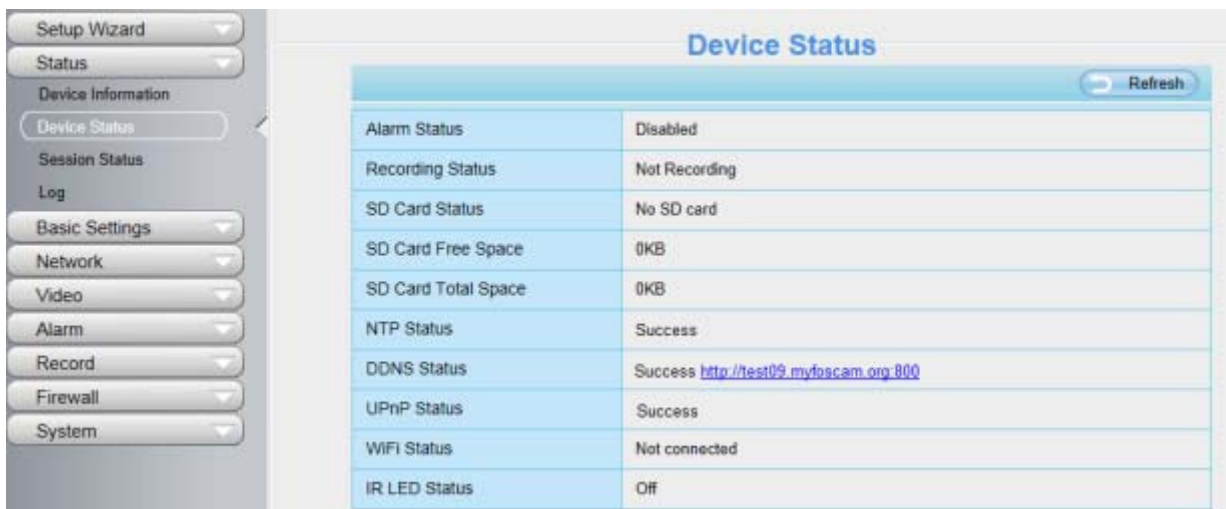 Setup Wizard
Status
Device Information
Device Status
Session Status
Log
Basic Settings
Network
Video
Alarm
Record
Firewall
System
Device Status
Refresh
Alarm Status Disabled
Recording Status Not Recording
SD Card Status No SD card
SD Card Free Space 0KB
SD Card Total Space 0KB
NTP Status Success
DDNS Status Success http://test09.myfoscam.org:800
UPnP Status Success
WiFi Status Not connected
IR LED Status Off